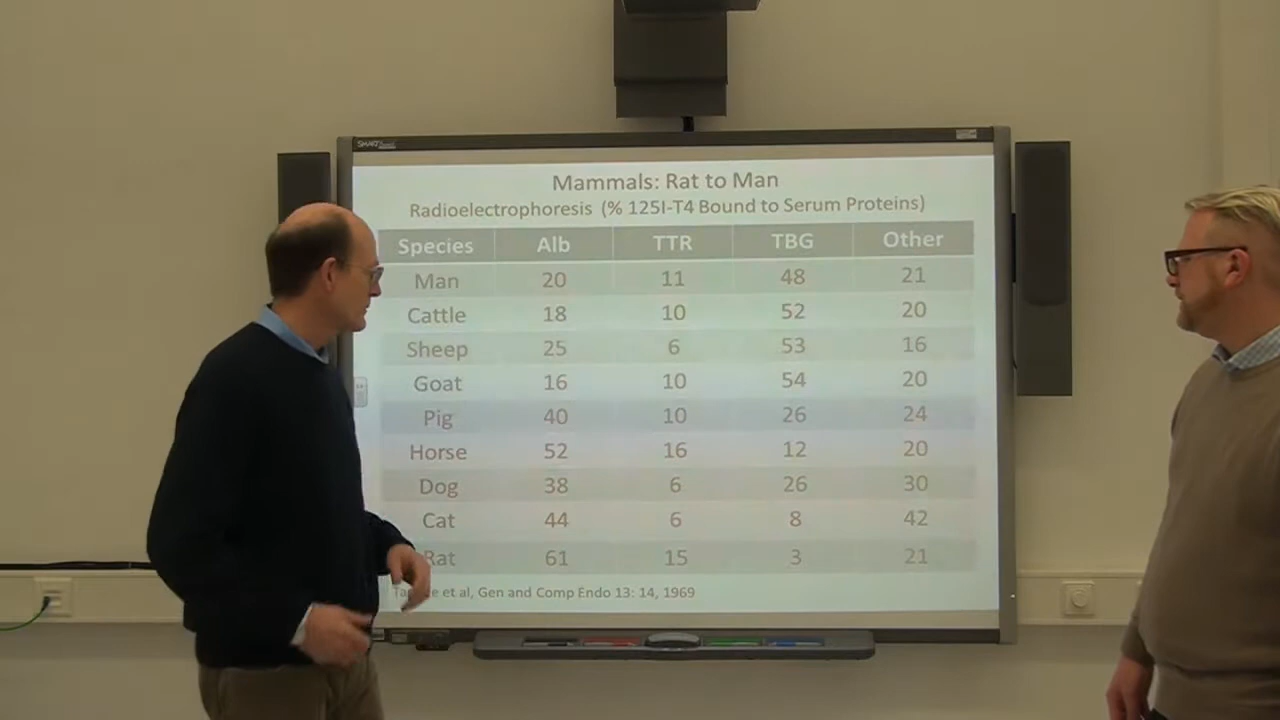 SMART
Mammals: Rat to Man
Radioelectrophoresis (% 125I-T4 Bound to Serum Proteins)
Species Alb TTR TBG Other
Man 20 11 48 21
Cattle 18 10 52 20
Sheep 25 6 53 16
Goat 16 10 54 20
Pig 40 10 26 24
Horse 52 16 12 20
Dog 38 6 26 30
Cat 44 6 8 42
Rat 61 15 3 21
et al, Gen and Comp Endo 13: 14, 1969